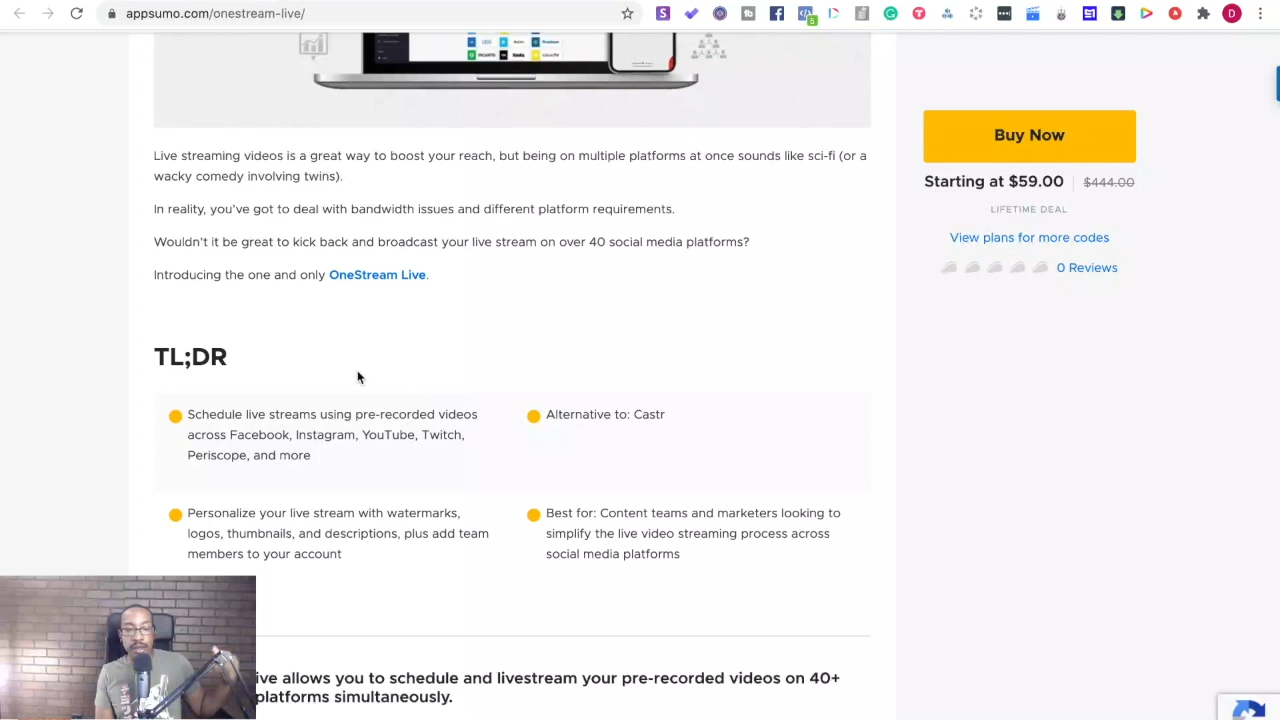 appsumo.com/onestream-live/
5
D
Live streaming videos is a great way to boost your reach, but being on multiple platforms at once sounds like sci-fi (or a
wacky comedy involving twins).
In reality, you've got to deal with bandwidth issues and different platform requirements.
Wouldn't it be great to kick back and broadcast your live stream on over 40 social media platforms?
Introducing the one and only OneStream Live.
Buy Now
Starting at $59.00 | $444.00
LIFETIME DEAL
View plans for more codes
0 Reviews
TL;DR
Schedule live streams using pre-recorded videos
across Facebook, Instagram, YouTube, Twitch,
Periscope, and more
Alternative to: Castr
Personalize your live stream with watermarks,
logos, thumbnails, and descriptions, plus add team
members to your account
Best for: Content teams and marketers looking to
simplify the live video streaming process across
social media platforms
ive allows you to schedule and livestream your pre-recorded videos on 40+
platforms simultaneously.